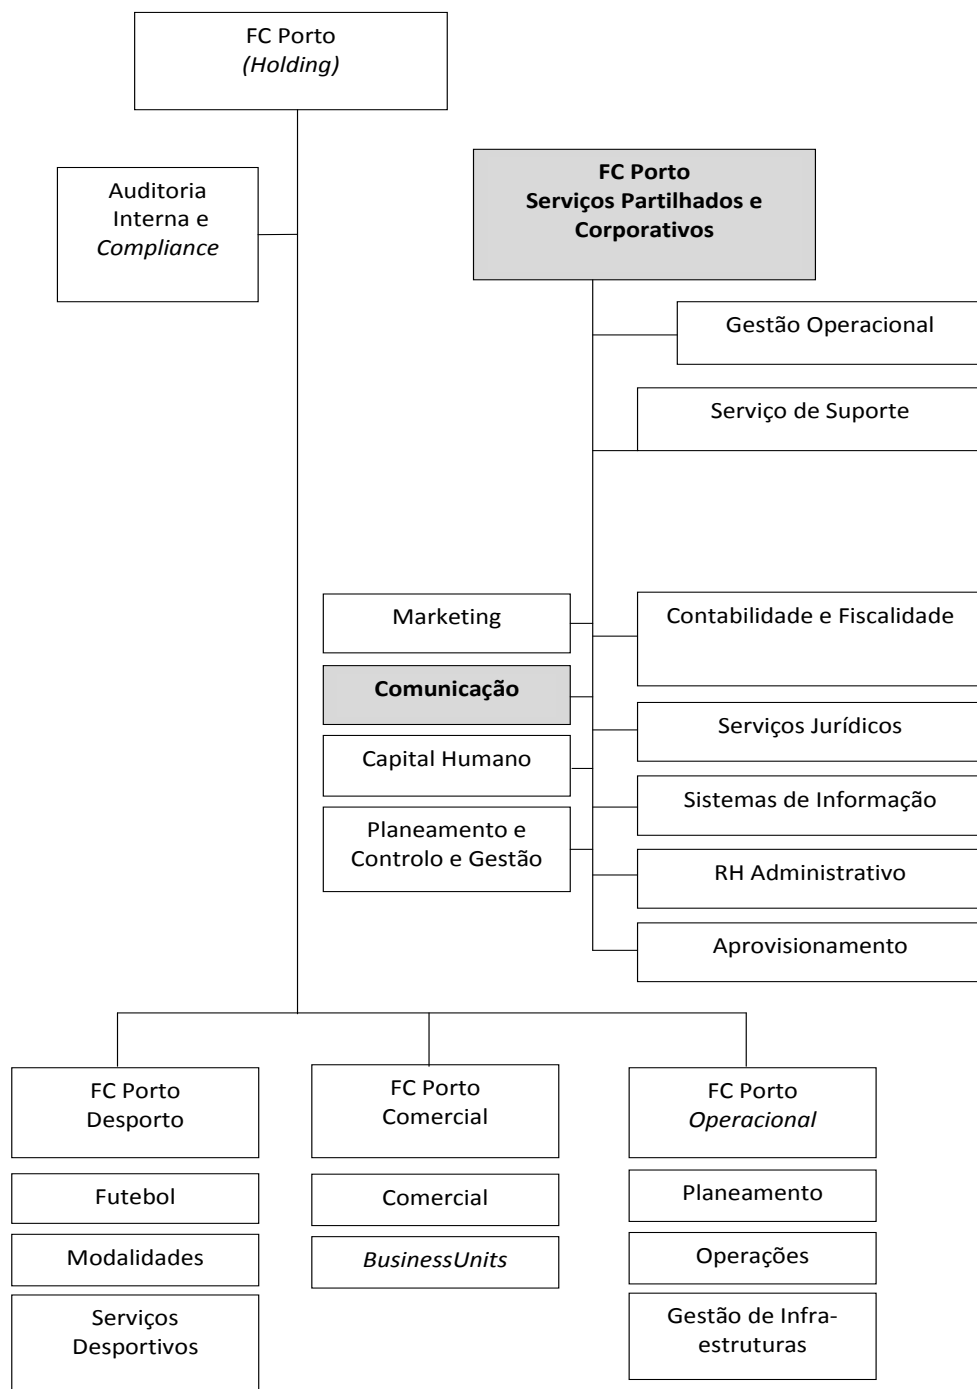 FC Porto
(Holding)
Auditoria
Interna e
Compliance
FC Porto
Serviços Partilhados e
Corporativos
Gestão Operacional
Serviço de Suporte
Marketing
Comunicação
Capital Humano
Planeamento e
Controlo e Gestão
Contabilidade e Fiscalidade
Serviços Jurídicos
Sistemas de Informação
RH Administrativo
Aprovisionamento
FC Porto
Desporto
Futebol
Modalidades
Serviços
Desportivos
FC Porto
Comercial
Comercial
BusinessUnits
FC Porto
Operacional
Planeamento
Operações
Gestão de Infra-
estruturas